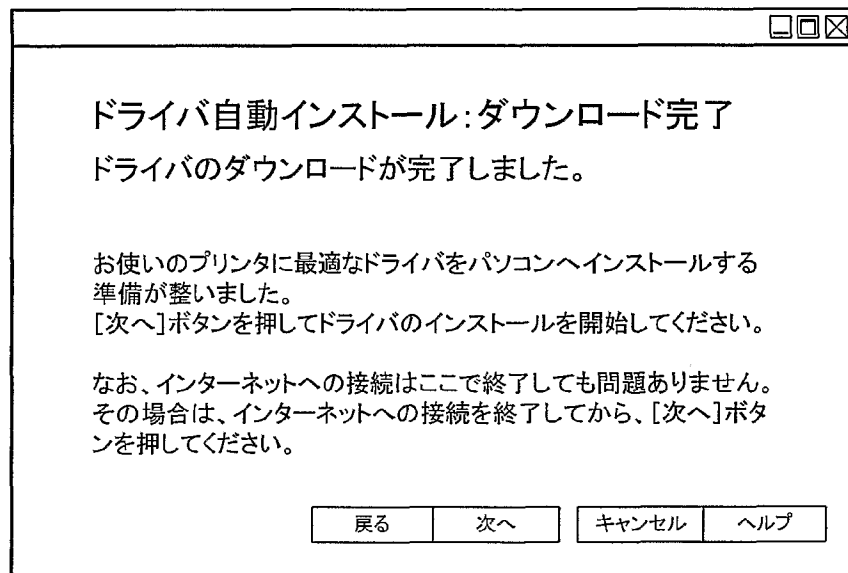 ドライバ自動インストール:ダウンロード完了
ドライバのダウンロードが完了しました。
お使いのプリンタに最適なドライバをパソコンへインストールする
準備が整いました。
[次へ]ボタンを押してドライバのインストールを開始してください。
なお、インターネットへの接続はここで終了しても問題ありません。
その場合は、インターネットへの接続を終了してから、[次へ]ボタ
ンを押してください。
戻る 次へ キャンセル ヘルプ